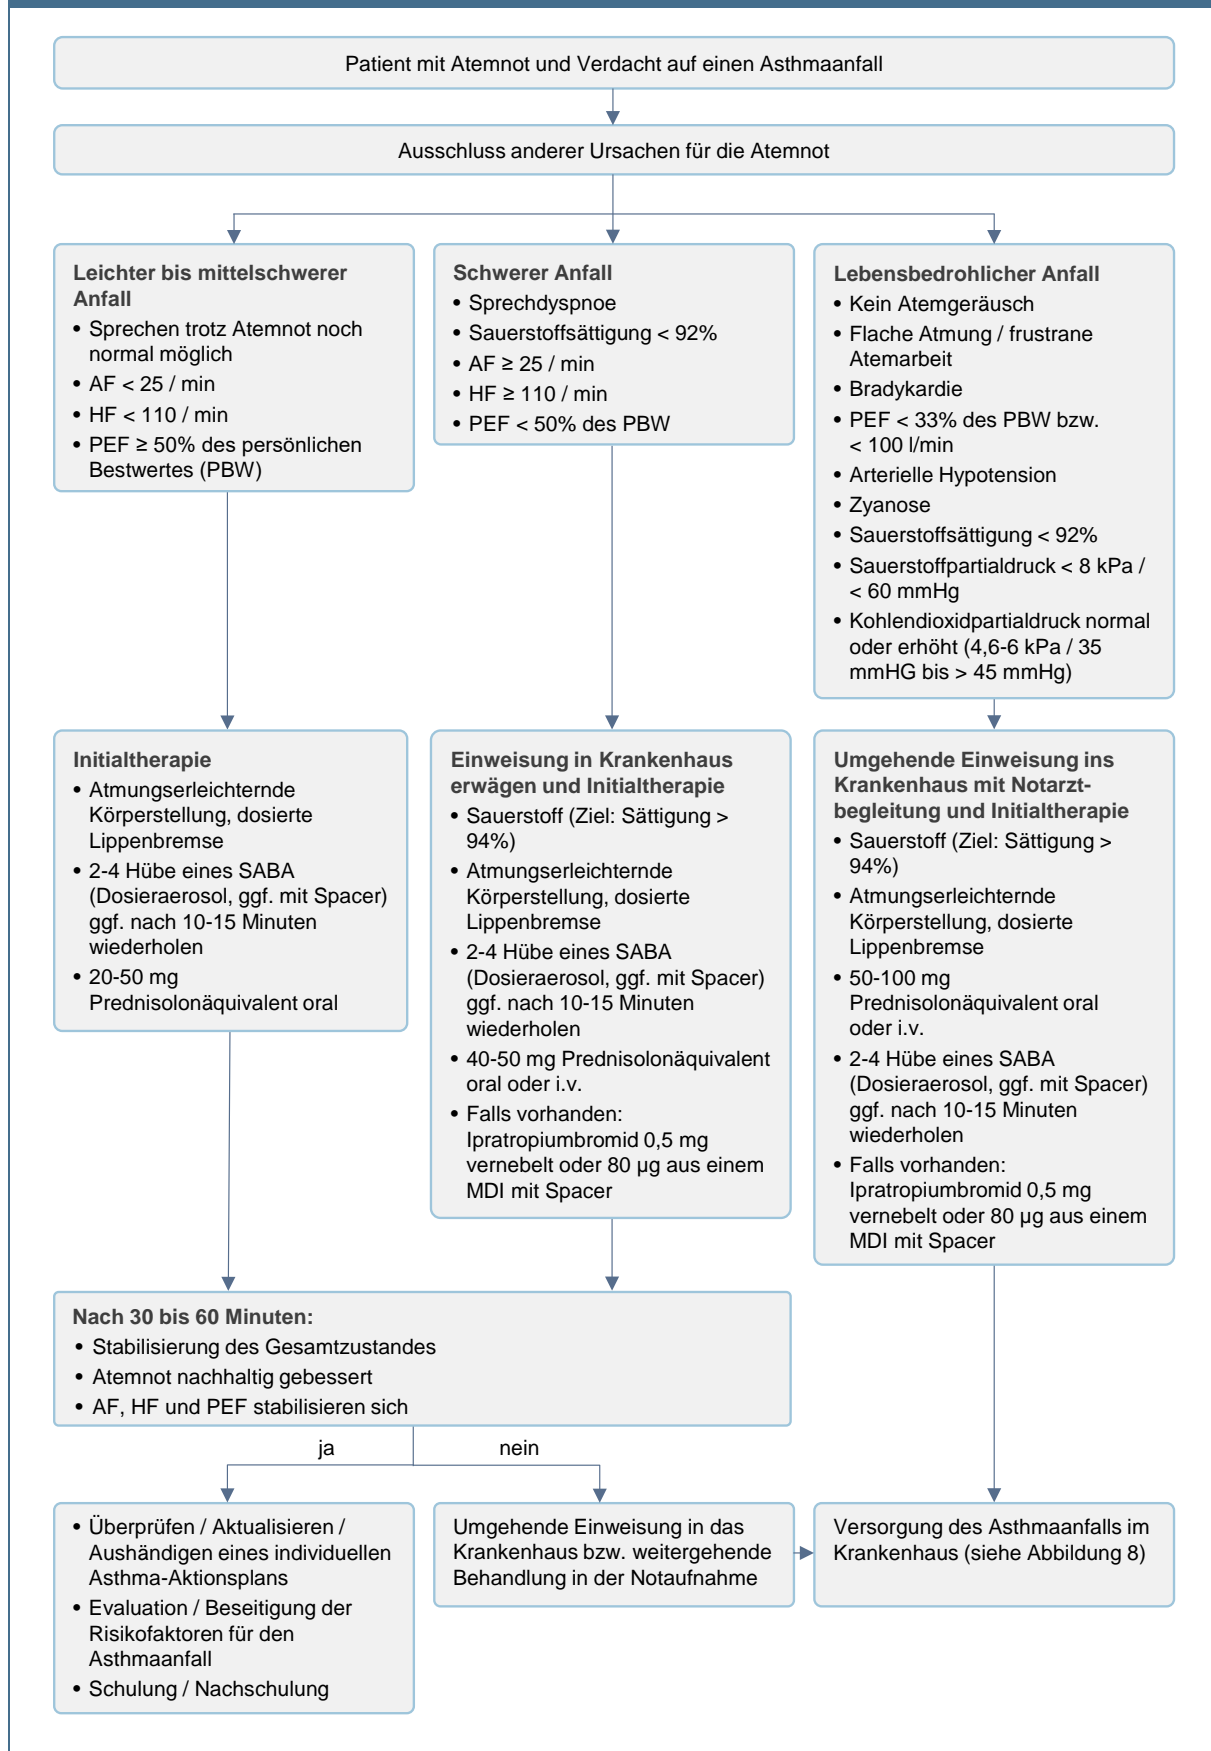 Patient mit Atemnot und Verdacht auf einen Asthmaanfall
Ausschluss anderer Ursachen für die Atemnot
Leichter bis mittelschwerer
Anfall
• Sprechen trotz Atemnot noch
normal möglich
• AF < 25 / min
• HF < 110 / min
• PEF ≥ 50% des persönlichen
Bestwertes (PBW)
Schwerer Anfall
• Sprechdyspnoe
• Sauerstoffsättigung < 92%
• AF ≥ 25 / min
• HF ≥ 110 / min
• PEF < 50% des PBW
Lebensbedrohlicher Anfall
• Kein Atemgeräusch
• Flache Atmung / frustrane
Atemarbeit
• Bradykardie
• PEF < 33% des PBW bzw.
< 100 l/min
• Arterielle Hypotension
• Zyanose
• Sauerstoffsättigung < 92%
• Sauerstoffpartialdruck < 8 kPa /
< 60 mmHg
• Kohlendioxidpartialdruck normal
oder erhöht (4,6-6 kPa / 35
mmHG bis > 45 mmHg)
Initialtherapie
• Atmungserleichternde
Körperstellung, dosierte
Lippenbremse
• 2-4 Hübe eines SABA
(Dosieraerosol, ggf. mit Spacer)
ggf. nach 10-15 Minuten
wiederholen
• 20-50 mg
Prednisolonäquivalent oral
Einweisung in Krankenhaus
erwägen und Initialtherapie
• Sauerstoff (Ziel: Sättigung >
94%)
• Atmungserleichternde
Körperstellung, dosierte
Lippenbremse
• 2-4 Hübe eines SABA
(Dosieraerosol, ggf. mit Spacer)
ggf. nach 10-15 Minuten
wiederholen
• 40-50 mg Prednisolonäquivalent
oral oder i.v.
• Falls vorhanden:
Ipratropiumbromid 0,5 mg
vernebelt oder 80 µg aus einem
MDI mit Spacer
Umgehende Einweisung ins
Krankenhaus mit Notarzt-
begleitung und Initialtherapie
• Sauerstoff (Ziel: Sättigung >
94%)
• Atmungserleichternde
Körperstellung, dosierte
Lippenbremse
• 50-100 mg
Prednisolonäquivalent oral
oder i.v.
• 2-4 Hübe eines SABA
(Dosieraerosol, ggf. mit Spacer)
ggf. nach 10-15 Minuten
wiederholen
• Falls vorhanden:
Ipratropiumbromid 0,5 mg
vernebelt oder 80 µg aus einem
MDI mit Spacer
Nach 30 bis 60 Minuten:
• Stabilisierung des Gesamtzustandes
• Atemnot nachhaltig gebessert
• AF, HF und PEF stabilisieren sich
ja
nein
• Überprüfen / Aktualisieren /
Aushändigen eines individuellen
Asthma-Aktionsplans
• Evaluation / Beseitigung der
Risikofaktoren für den
Asthmaanfall
• Schulung / Nachschulung
Umgehende Einweisung in das
Krankenhaus bzw. weitergehende
Behandlung in der Notaufnahme
Versorgung des Asthmaanfalls im
Krankenhaus (siehe Abbildung 8)